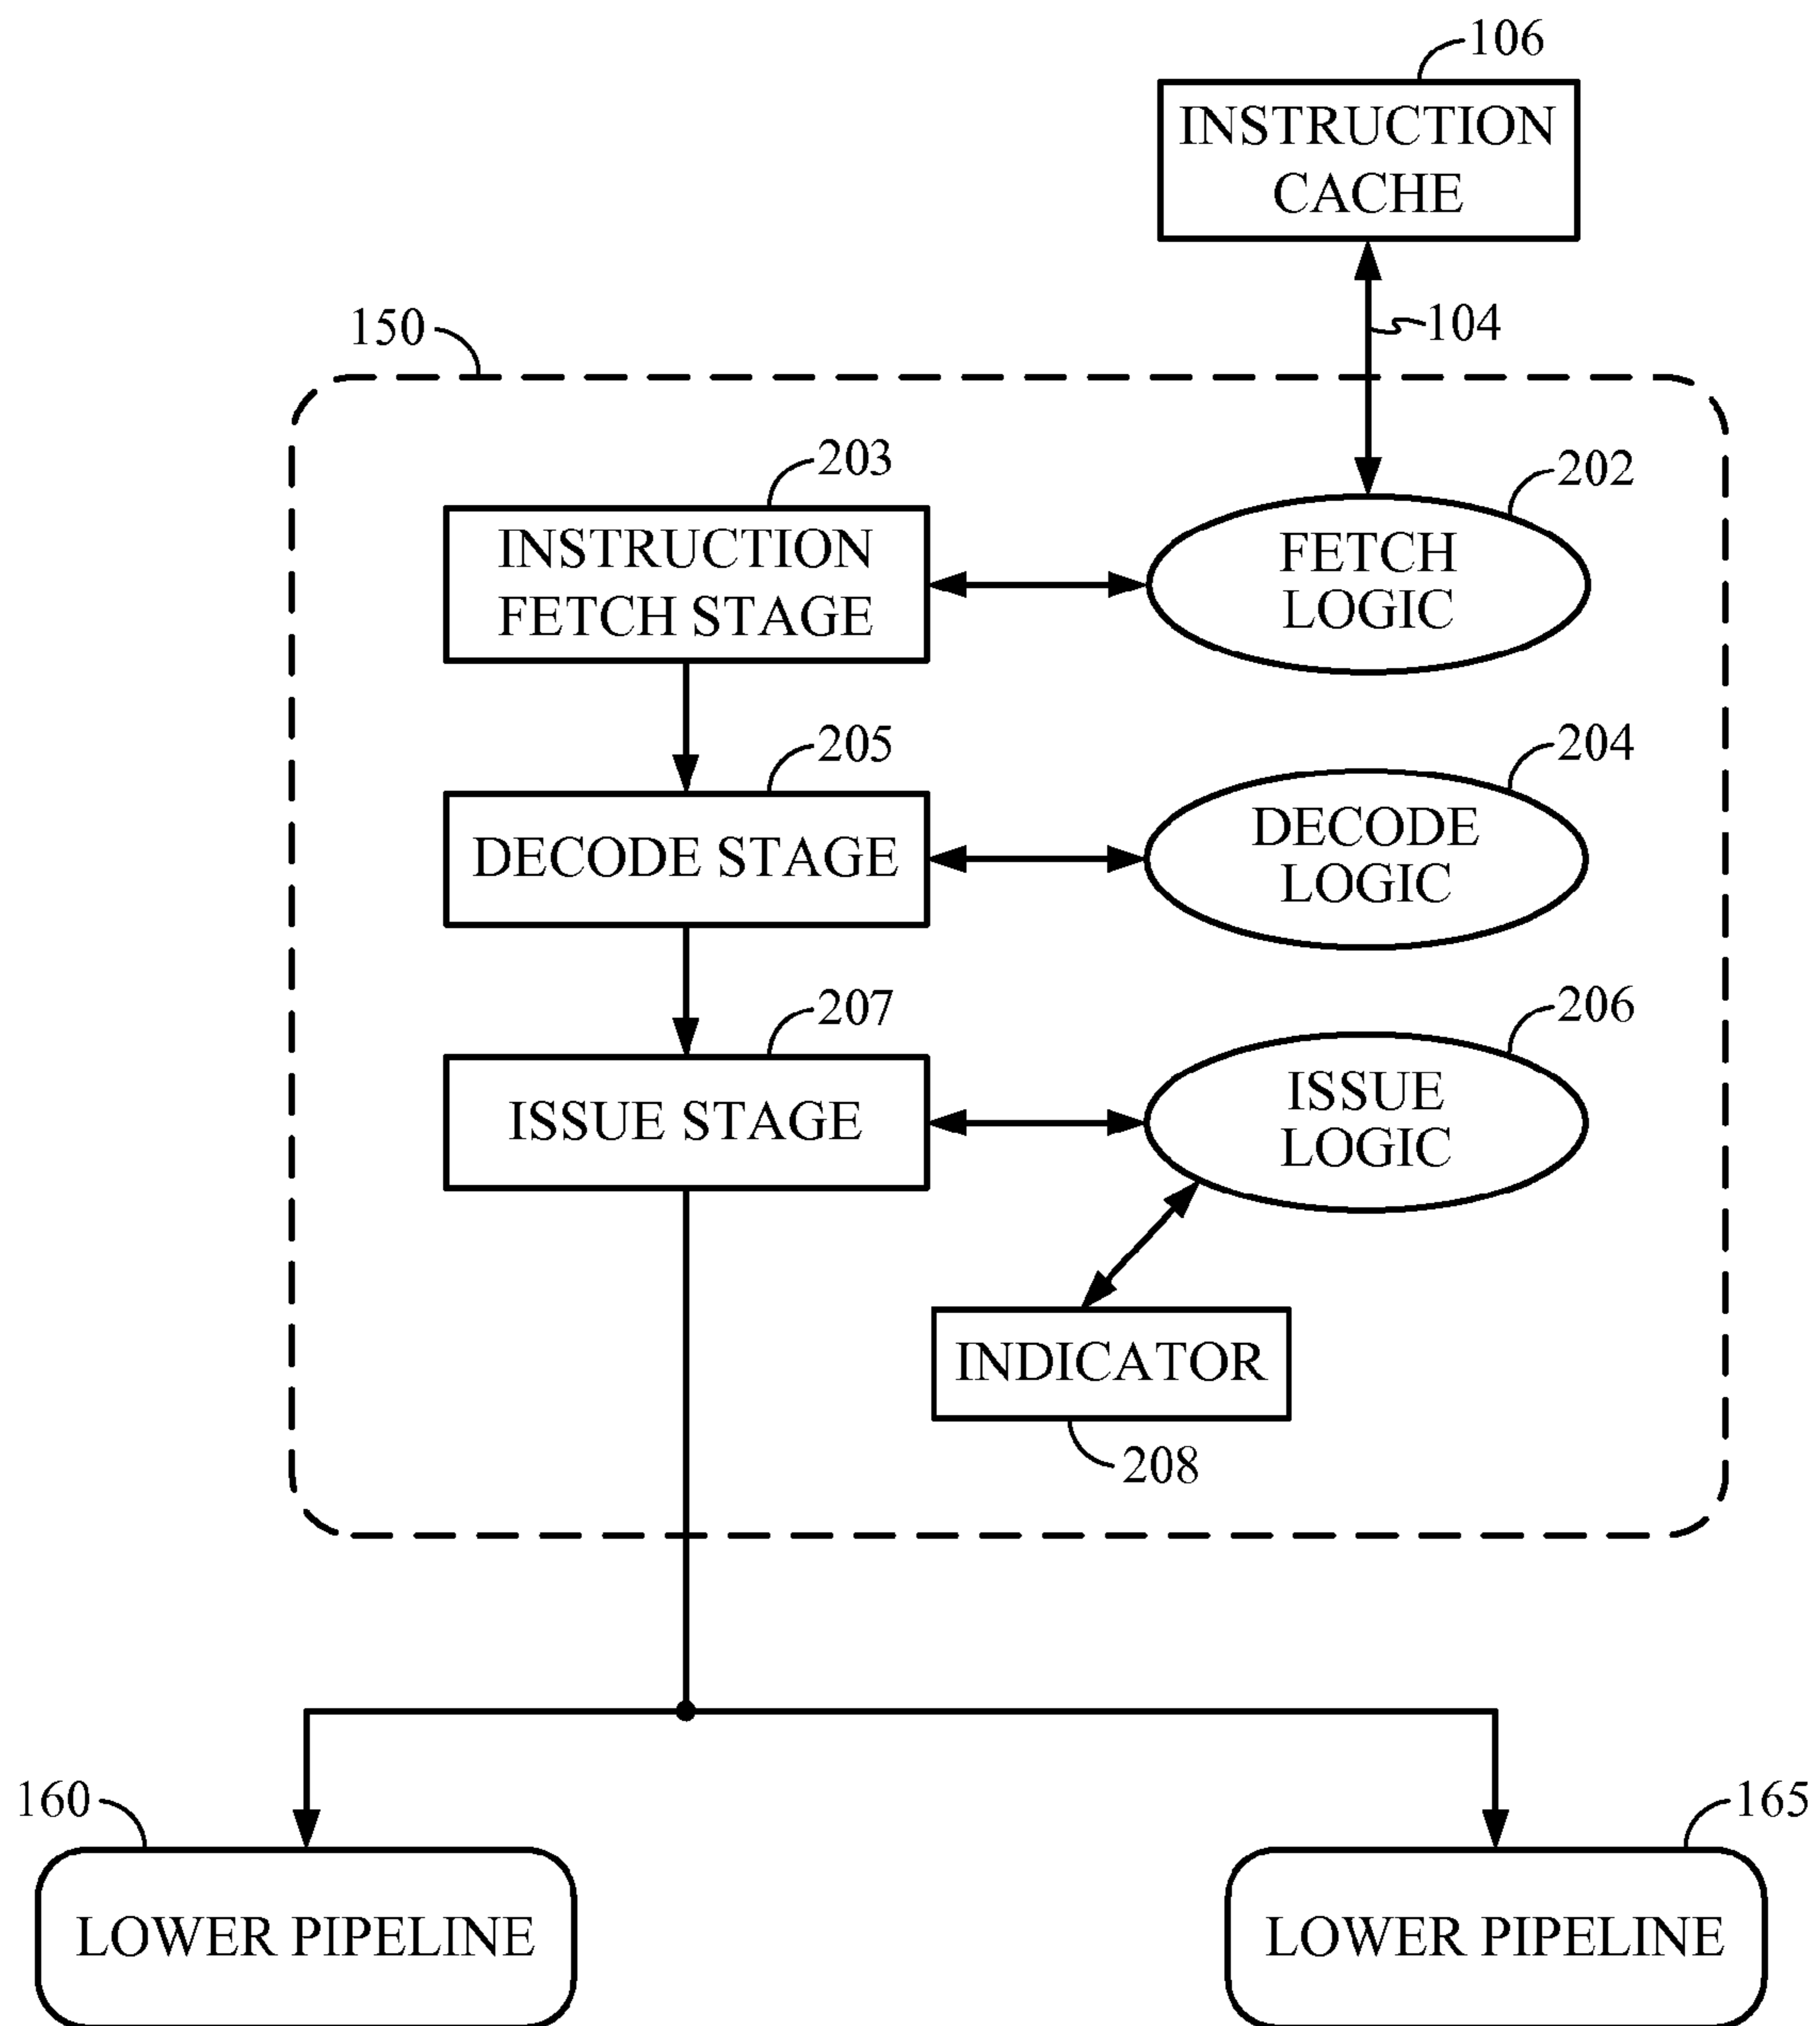 106
INSTRUCTION
CACHE
104
150
203
202
INSTRUCTION
FETCH STAGE
FETCH
LOGIC
205
204
DECODE STAGE
DECODE
LOGIC
207
206
ISSUE STAGE
ISSUE
LOGIC
INDICATOR
208
160
165
LOWER PIPELINE
LOWER PIPELINE